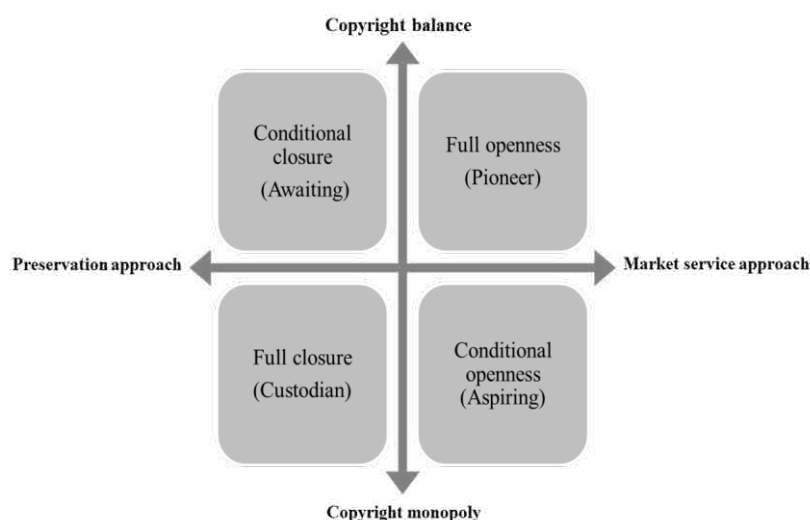 Copyright balance
Conditional
closure
(Awaiting)
Full openness
(Pioneer)
Preservation approach
Market service approach
Full closure
(Custodian)
Conditional
openness
(Aspiring)
Copyright monopoly